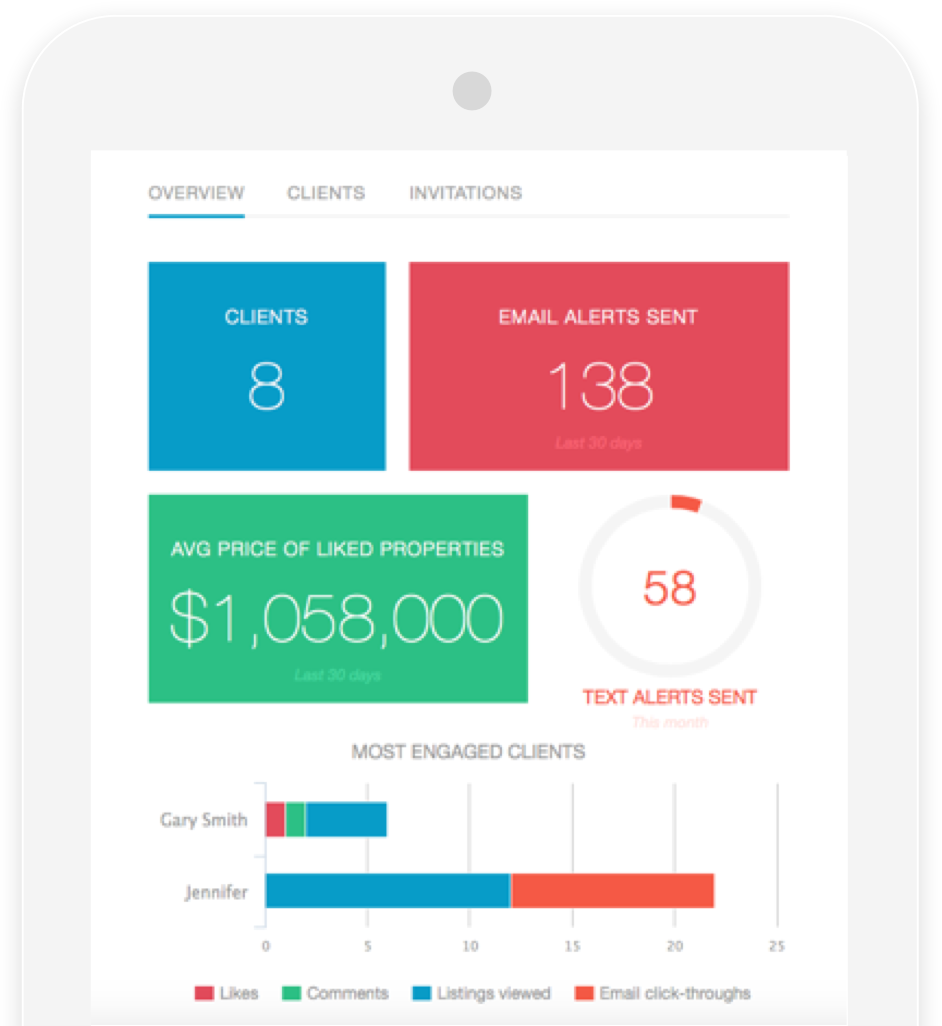 OVERVIEW CLIENTS INVITATIONS
CLIENTS
8
EMAIL ALERTS SENT
138
Last 30 days
AVG PRICE OF LIKED PROPERTIES
$1,058,000
Last 30 days
58
TEXT ALERTS SENT
This month
MOST ENGAGED CLIENTS
Gary Smith
Jennifer
0 5 10 15 20 25
Likes Comments Listings viewed Email click-throughs